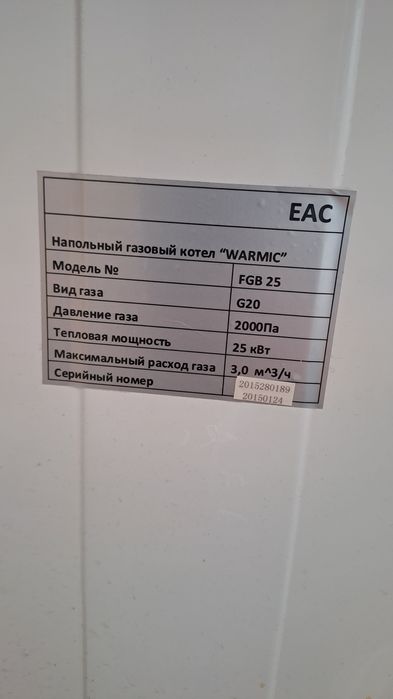 EAC
Напольный газовый котел “WARMIC”
Модель № FGB 25
Вид газа G20
Давление газа 2000Па
Тепловая мощность 25 кВт
Максимальный расход газа 3,0 м^3/ч
Серийный номер 2015280189
20150124